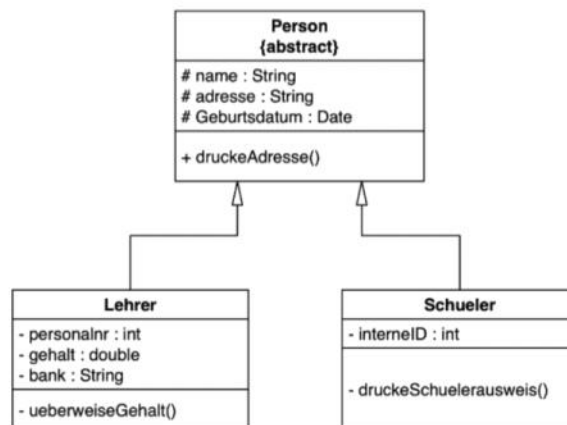 Person
{abstract}
# name : String
# adresse : String
# Geburtsdatum : Date
+ druckeAdresse()
Lehrer
- personalnr : int
- gehalt : double
- bank : String
- ueberweiseGehalt()
Schueler
- interneID : int
- druckeSchuelerausweis()